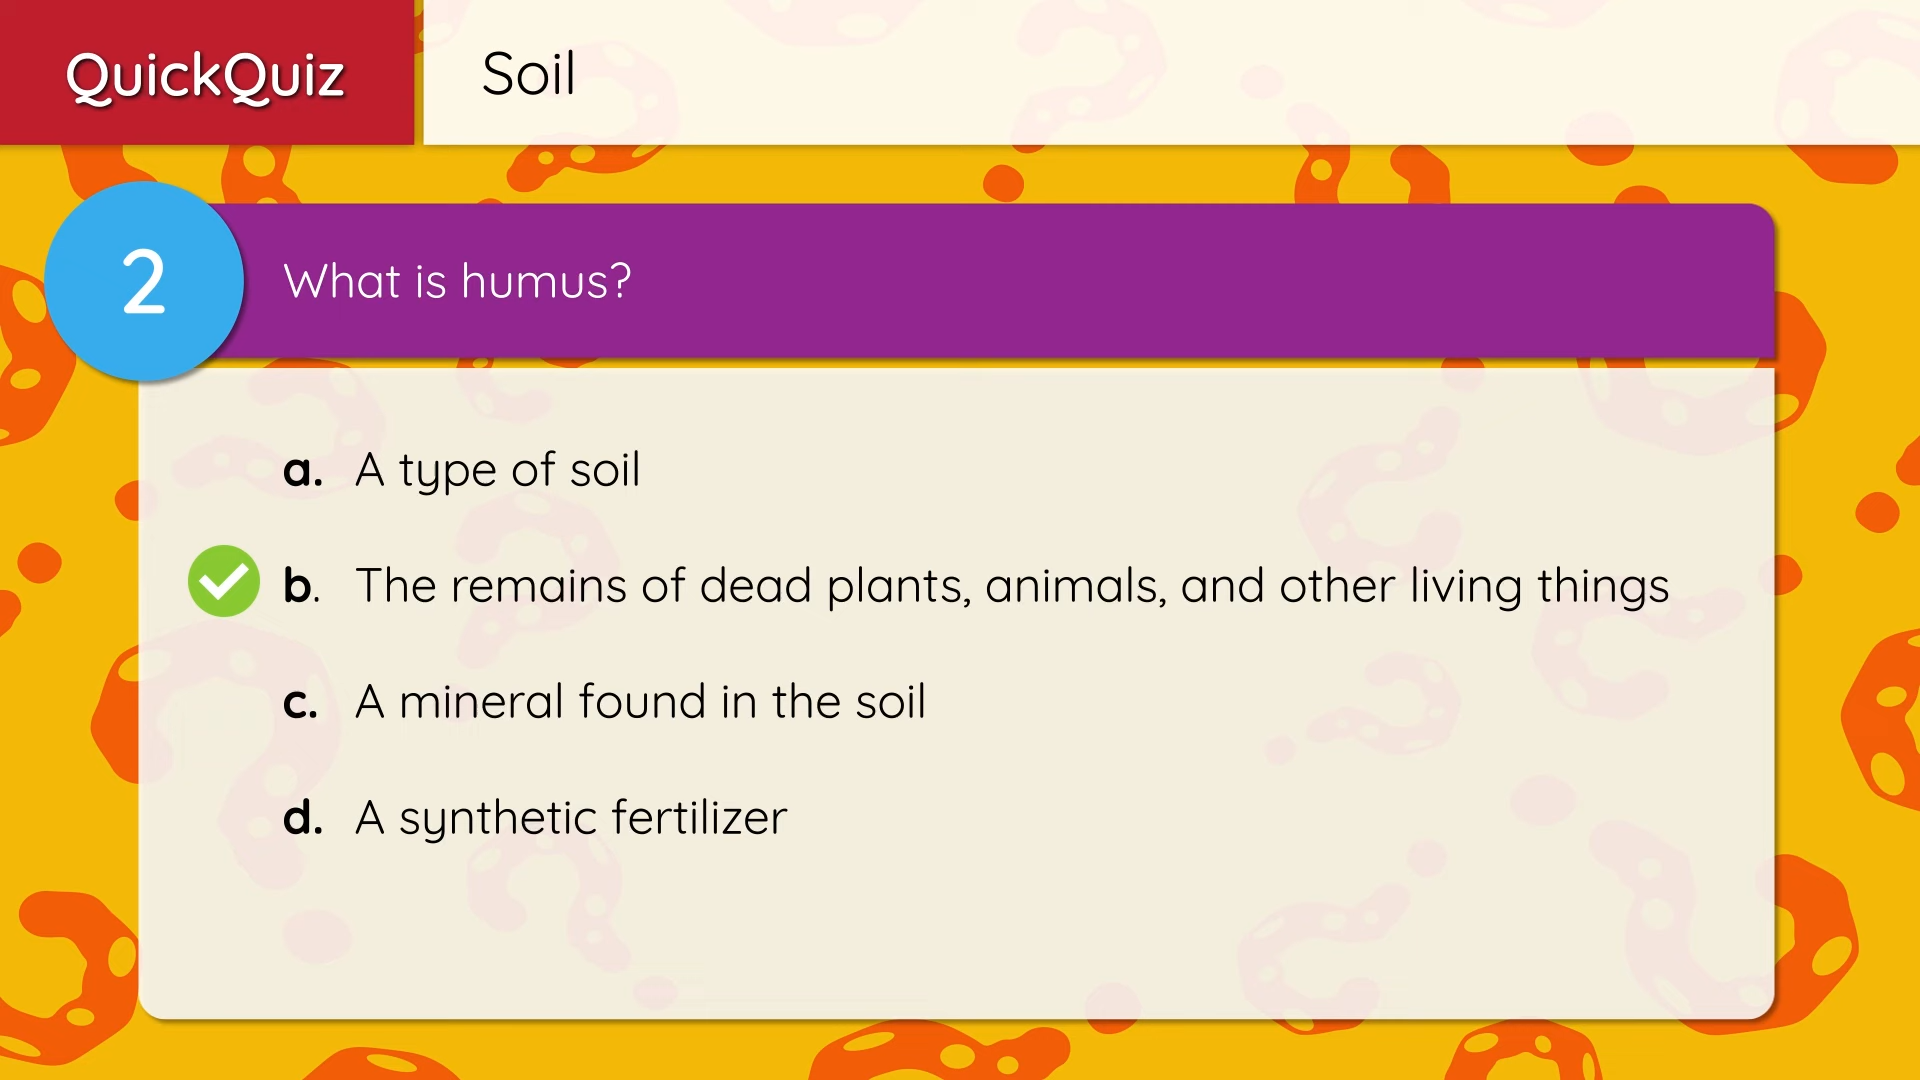 QuickQuiz
Soil
2
What is humus?
a. A type of soil
b. The remains of dead plants, animals, and other living things
c. A mineral found in the soil
d. A synthetic fertilizer